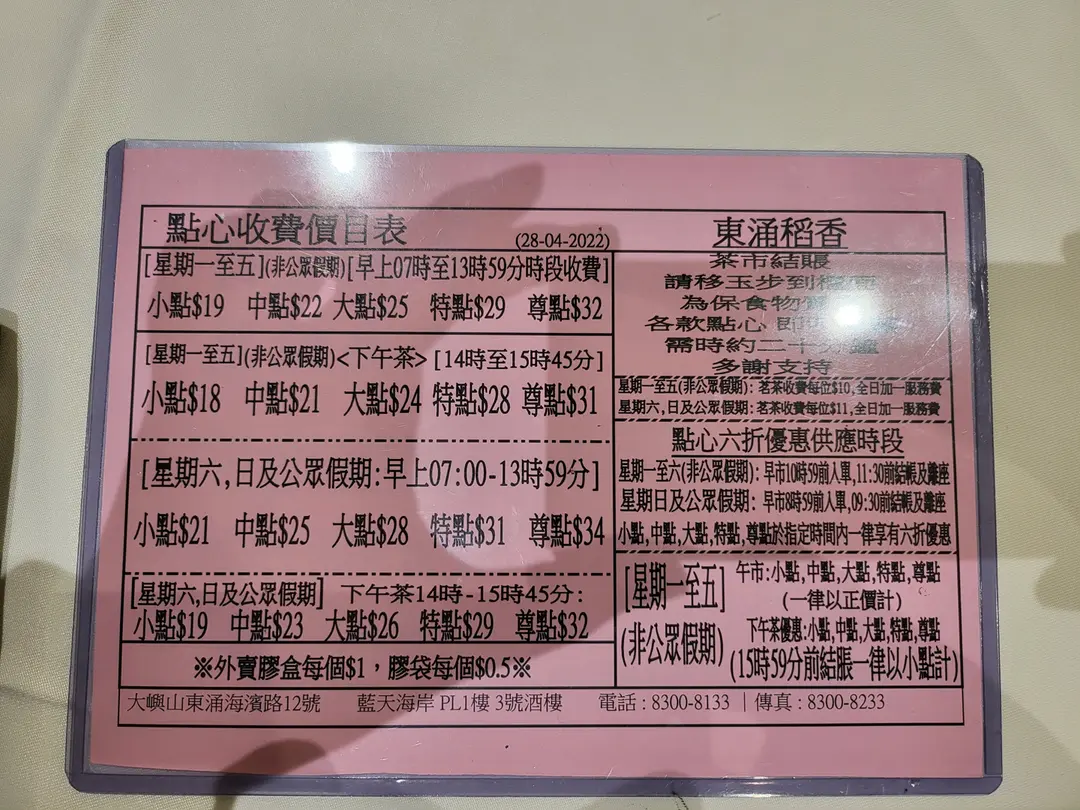 點心收費價目表 (28-04-2022)
[星期一至五](非公眾假期)[早上07時至13時59分時段收費]
小點$19 中點$22 大點$25 特點$29 尊點$32
[星期一至五](非公眾假期)<下午茶> [14時至15時45分]
小點$18 中點$21 大點$24 特點$28 尊點$31
[星期六,日及公眾假期:早上07:00-13時59分]
小點$21 中點$25 大點$28 特點$31 尊點$34
[星期六,日及公眾假期] 下午茶14時-15時45分:
小點$19 中點$23 大點$26 特點$29 尊點$32
※外賣膠盒每個$1,膠袋每個$0.5※
東涌稻香
茶市結賬
請移玉步到
為保食物
各款點心
需時約二十
多謝支持
星期一至五(非公眾假期): 茗茶收費每位$10,全日加一服務費
星期六,日及公眾假期: 茗茶收費每位$11,全日加一服務費
點心六折優惠供應時段
星期一至六(非公眾假期): 早市10時59前入單,11:30前結帳及離座
星期日及公眾假期: 早市8時59前入單,09:30前結帳及離座
小點,中點,大點,特點,尊點於指定時間內一律享有六折優惠
[星期一至五]
(非公眾假期)
午市:小點,中點,大點,特點,尊點
(一律以正價計)
下午茶優惠:小點,中點,大點,特點,尊點
(15時59分前結賬一律以小點計)
大嶼山東涌海濱路12號 藍天海岸 PL1樓 3號酒樓 電話 : 8300-8133 | 傳真 : 8300-8233